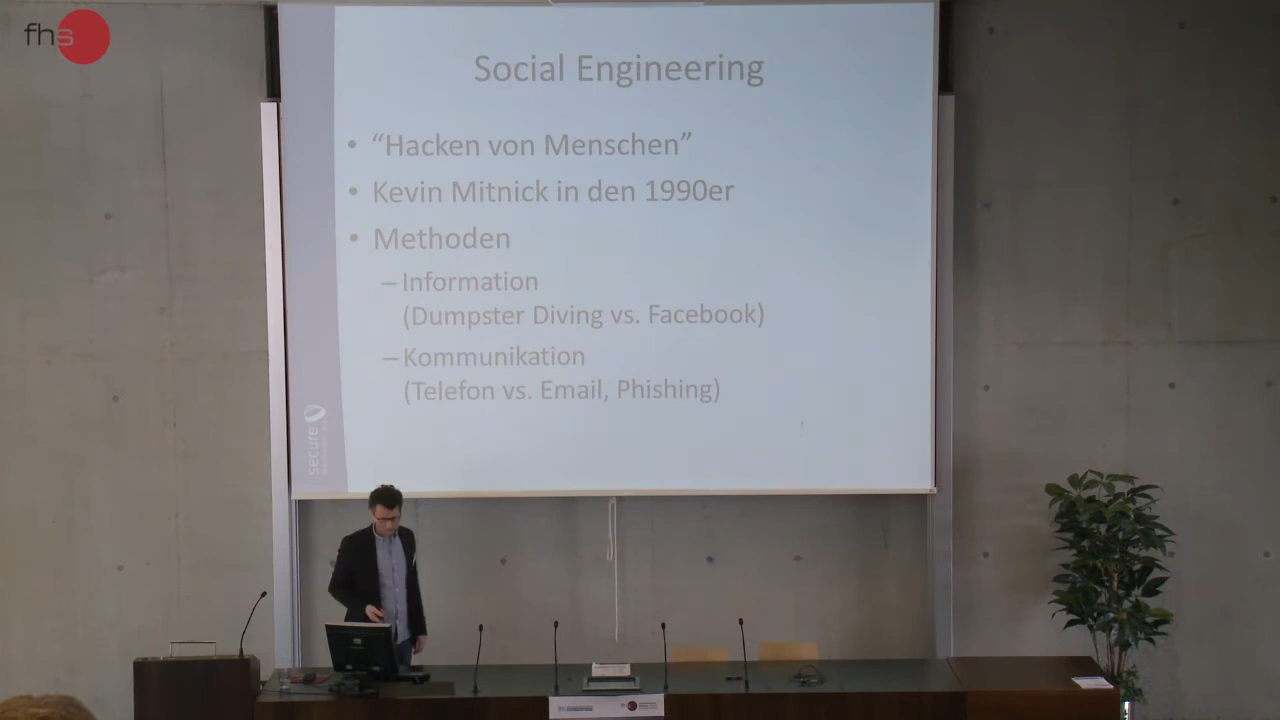 fhs
Social Engineering
• “Hacken von Menschen”
• Kevin Mitnick in den 1990er
• Methoden
– Information
(Dumpster Diving vs. Facebook)
– Kommunikation
(Telefon vs. Email, Phishing)
secure
fhs